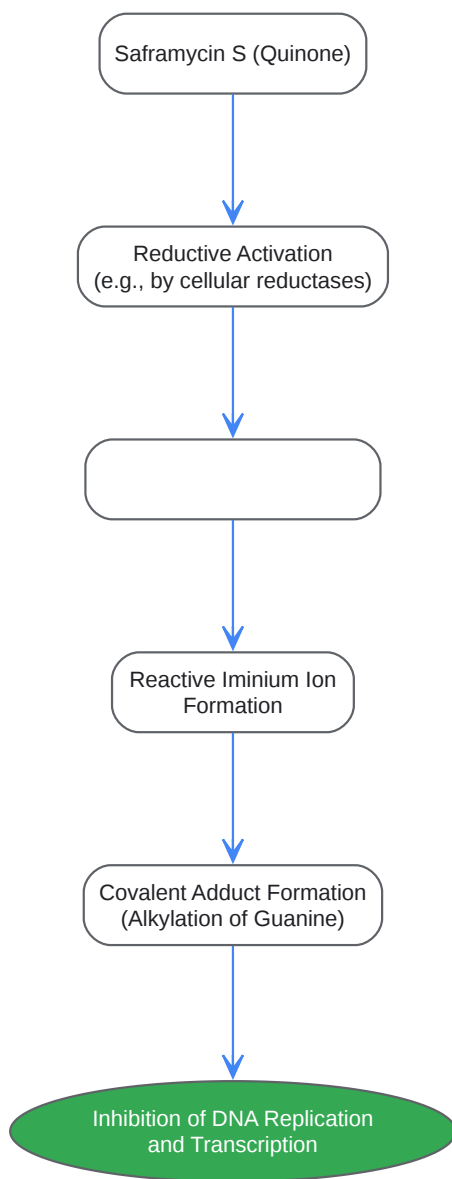 Saframycin S (Quinone)
Reductive Activation
(e.g., by cellular reductases)
Reactive Iminium Ion
Formation
Covalent Adduct Formation
(Alkylation of Guanine)
Inhibition of DNA Replication
and Transcription